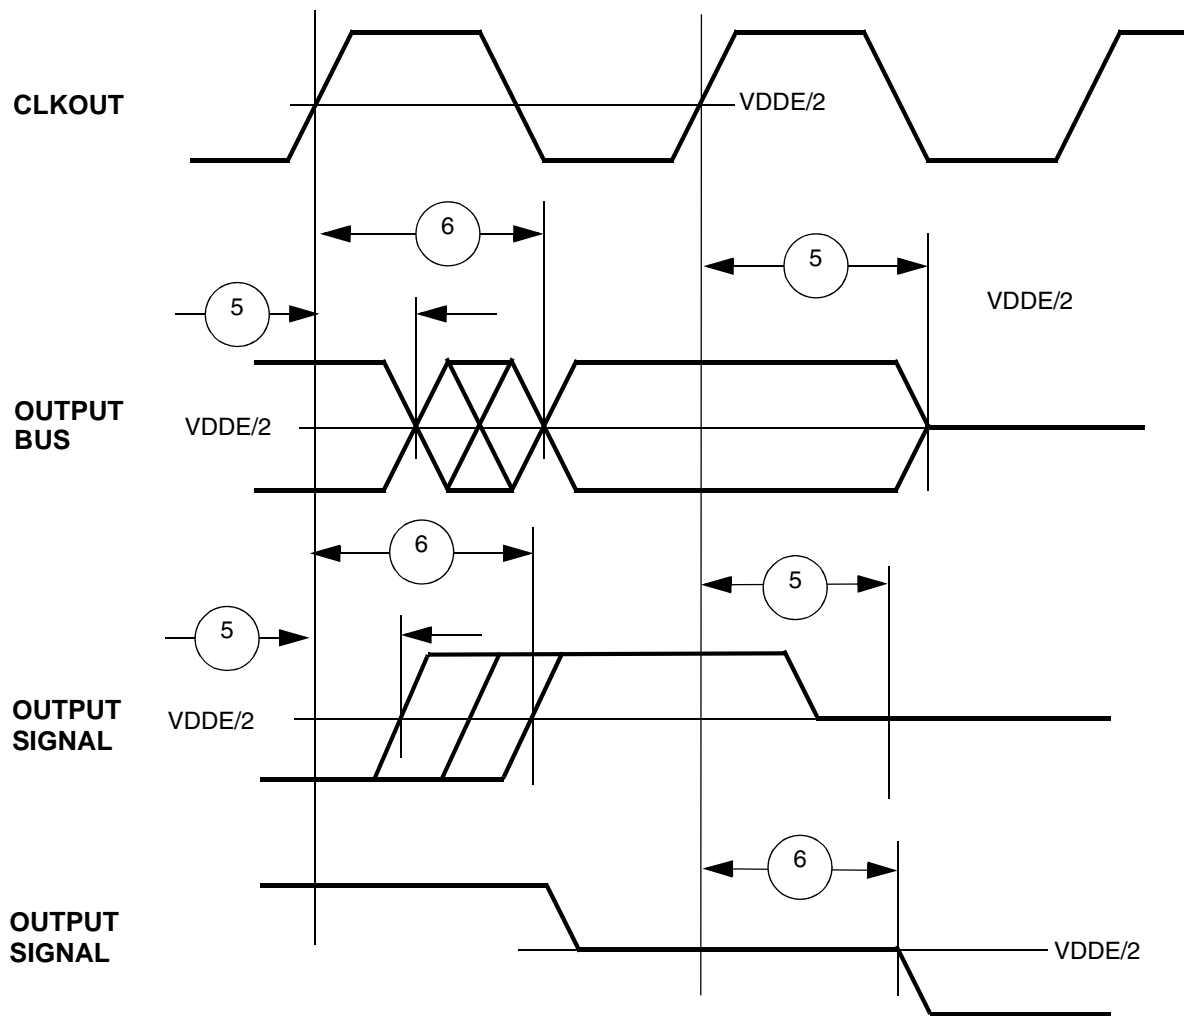 CLKOUT
VDDE/2
6
5
5
VDDE/2
OUTPUT
BUS
VDDE/2
6
5
5
OUTPUT
SIGNAL
VDDE/2
6
OUTPUT
SIGNAL
VDDE/2